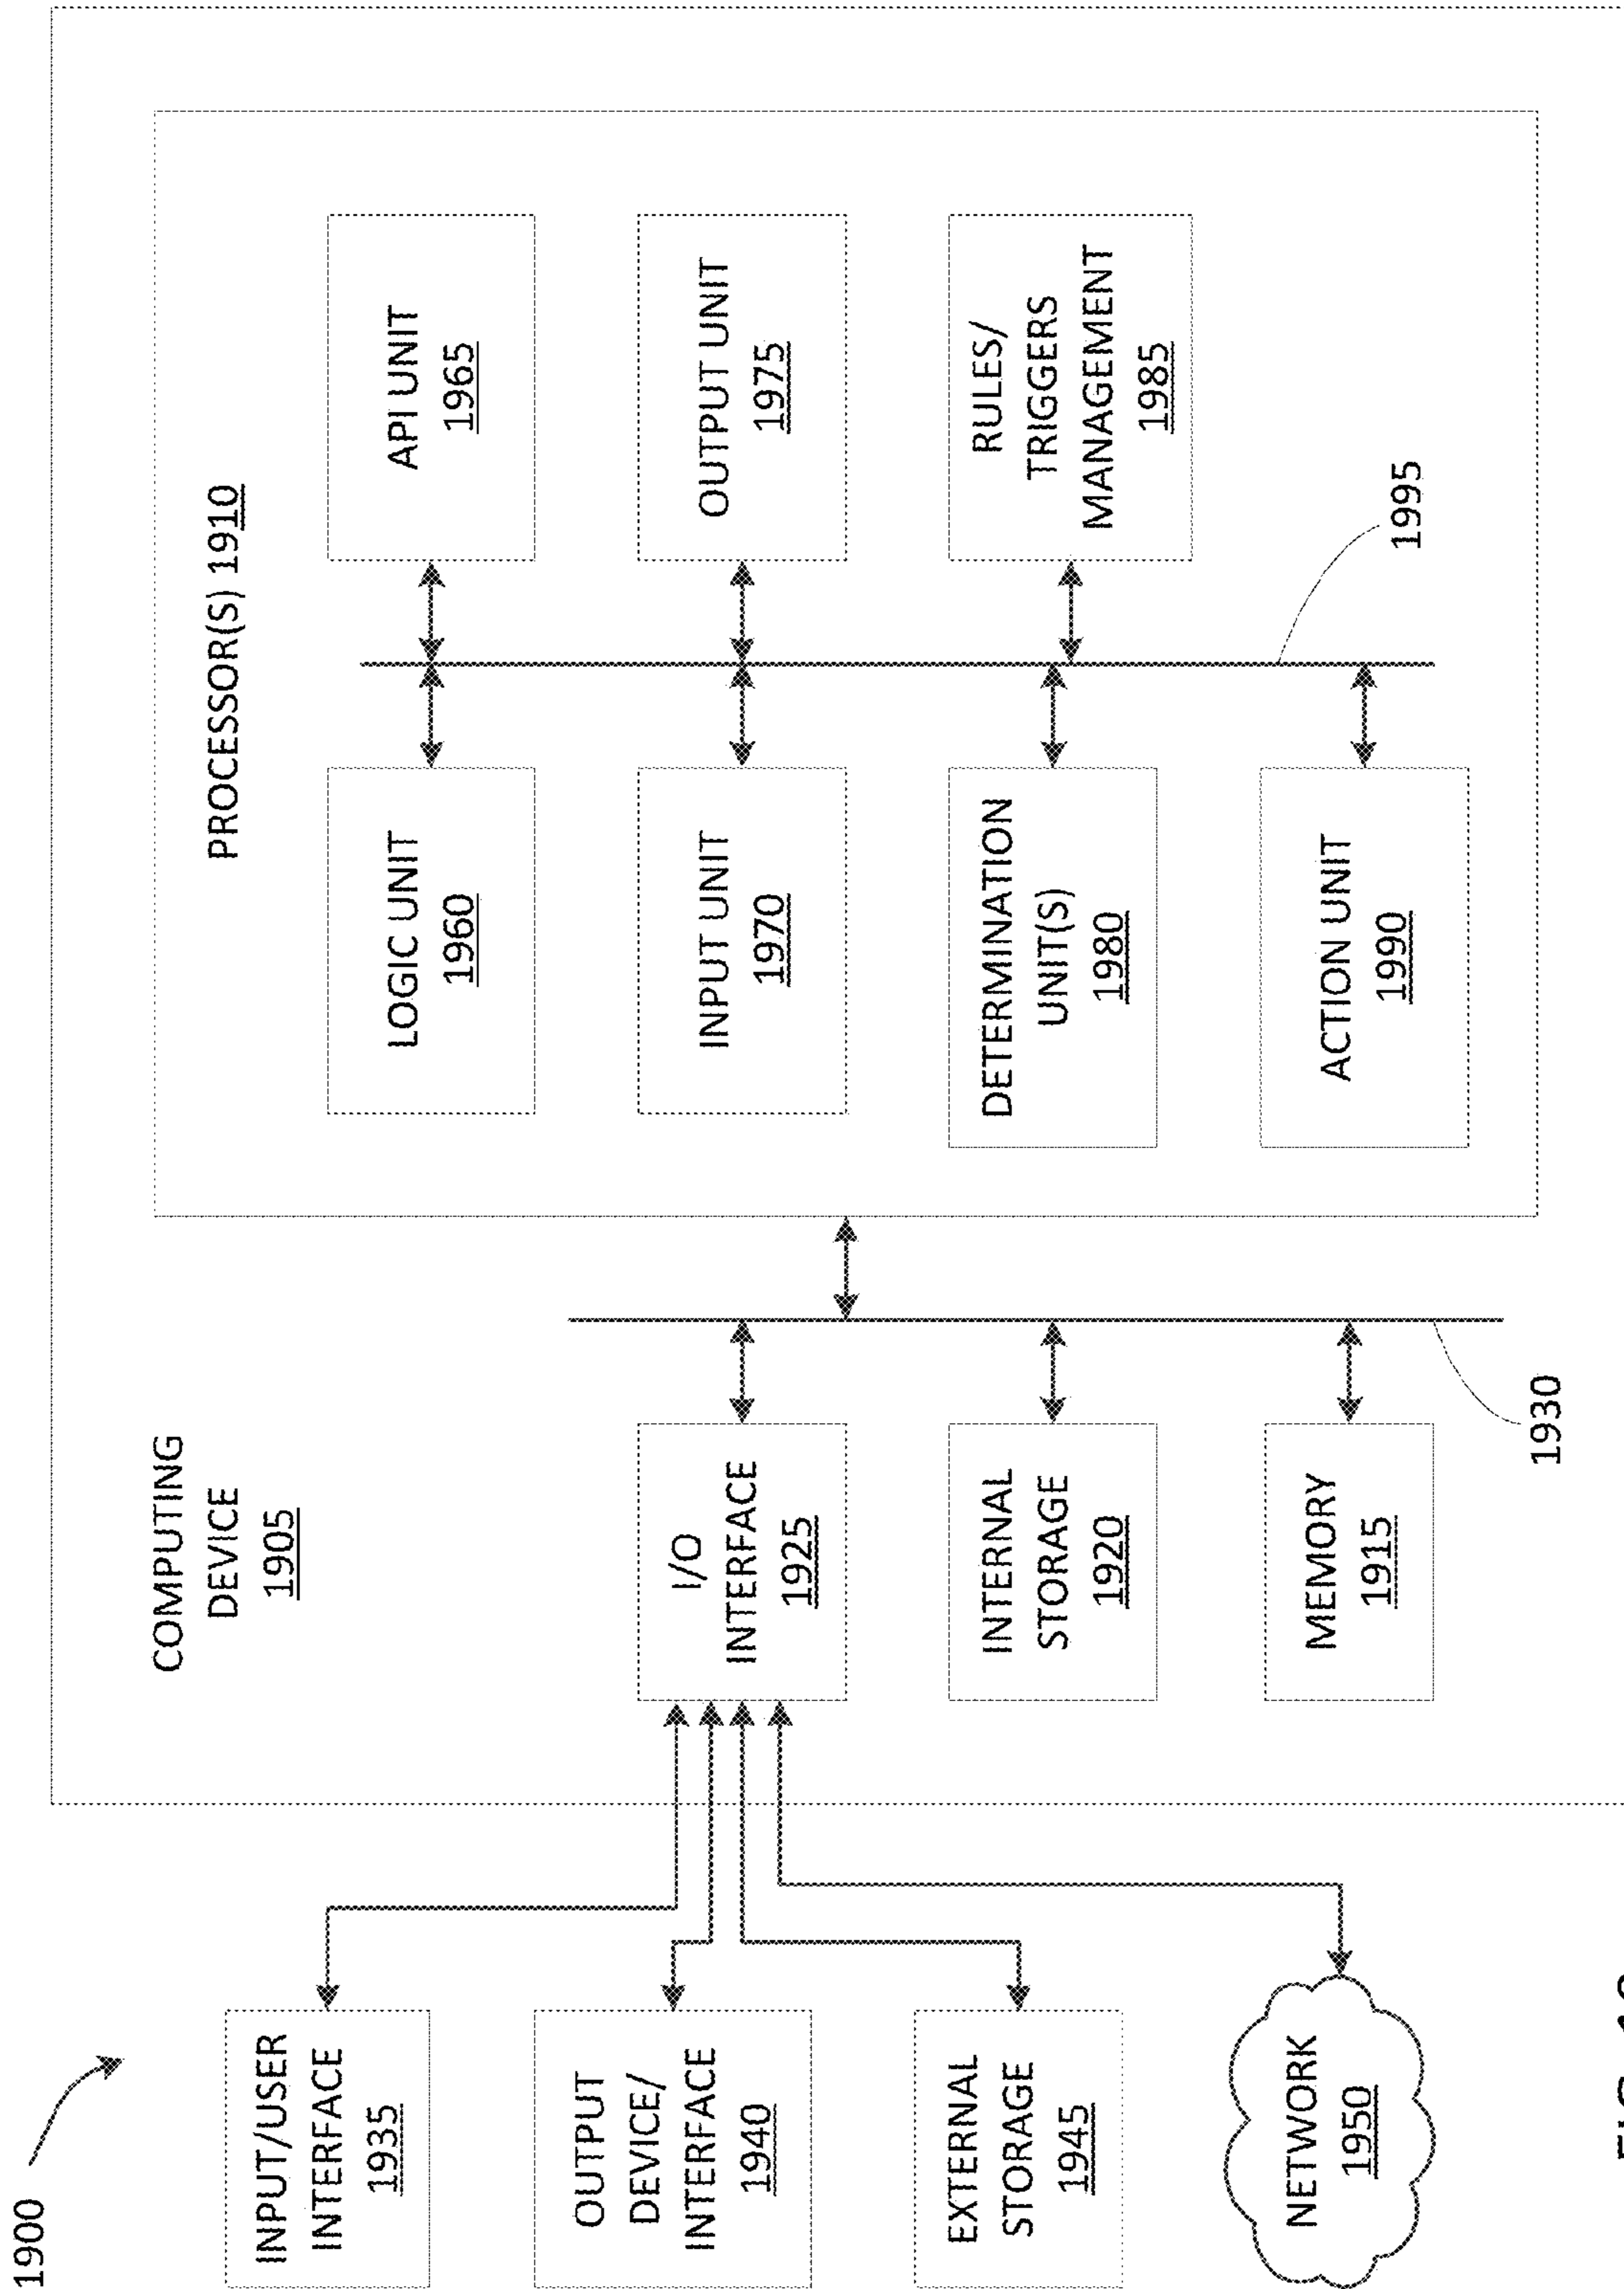 1900
COMPUTING
DEVICE
1905
PROCESSOR(S) 1910
INPUT/USER
INTERFACE
1935
OUTPUT
DEVICE/
INTERFACE
1940
EXTERNAL
STORAGE
1945
NETWORK
1950
I/O
INTERFACE
1925
INTERNAL
STORAGE
1920
MEMORY
1915
1930
LOGIC UNIT
1960
API UNIT
1965
INPUT UNIT
1970
OUTPUT UNIT
1975
DETERMINATION
UNIT(S)
1980
RULES/
TRIGGERS
MANAGEMENT
1985
ACTION UNIT
1990
1995